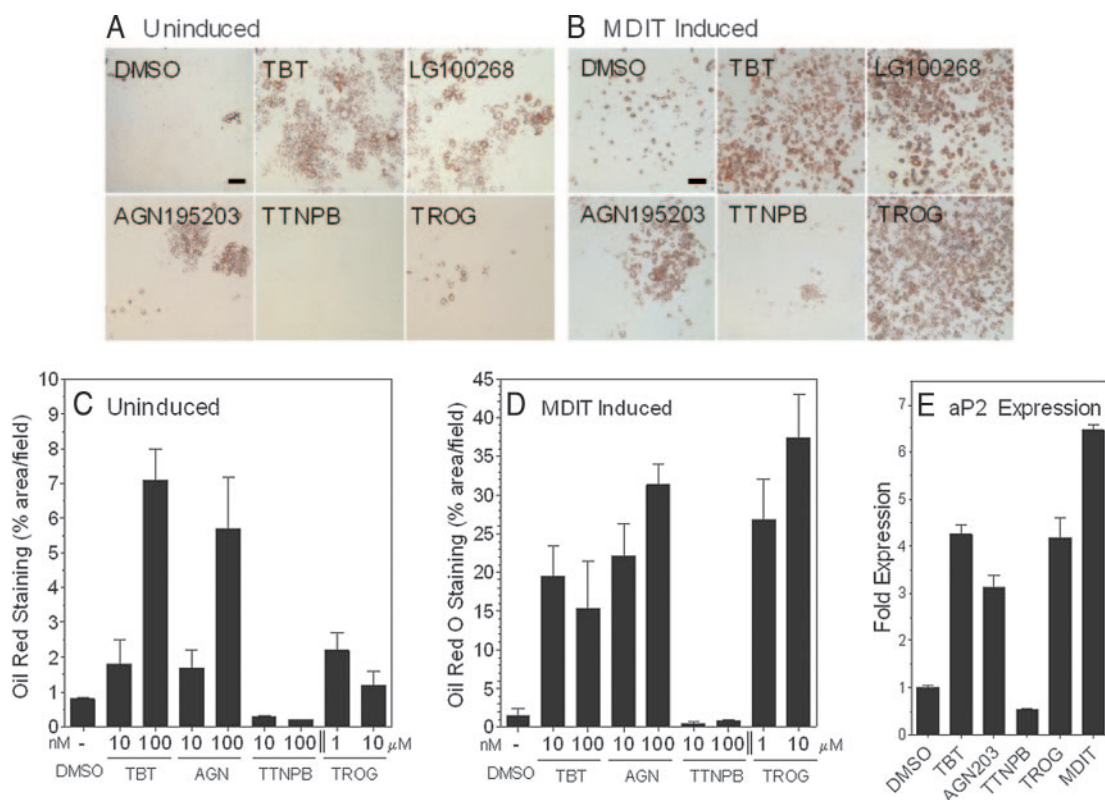 A Uninduced
DMSO TBT LG100268
AGN195203 TTNPB TROG
B MDIT Induced
DMSO TBT LG100268
AGN195203 TTNPB TROG
C Uninduced
Oil Red Staining (% area/field)
10
9
8
7
6
5
4
3
2
1
0
nM - 10 100 10 100 10 100 1 10 μM
DMSO TBT AGN TTNPB TROG
D MDIT Induced
Oil Red O Staining (% area/field)
45
40
35
30
25
20
15
10
5
0
nM - 10 100 10 100 10 100 1 10 μM
DMSO TBT AGN TTNPB TROG
E aP2 Expression
Fold Expression
7
6
5
4
3
2
1
0
DMSO TBT AGN203 TTNPB TROG MDIT